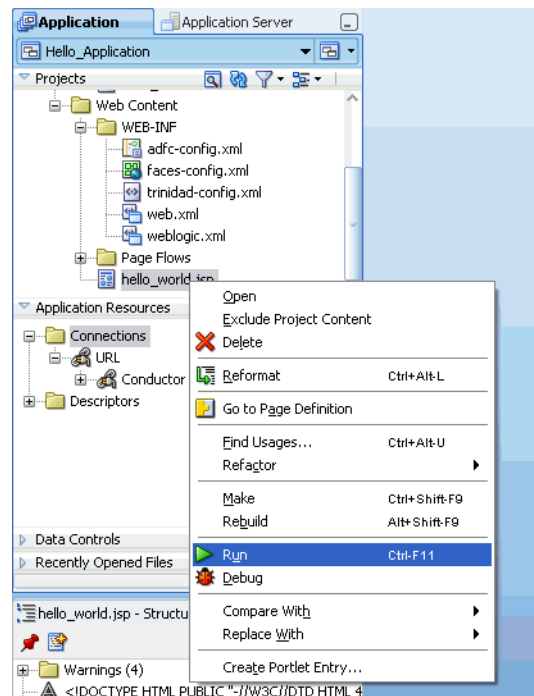 Application Application Server
Hello_Application
Projects
Web Content
WEB-INF
adfc-config.xml
faces-config.xml
trinidad-config.xml
web.xml
weblogic.xml
Page Flows
hello_world.jsp
Application Resources
Connections
URL
Conductor
Descriptors
Data Controls
Recently Opened Files
Open
Exclude Project Content
Delete
Reformat Ctrl+Alt-L
Go to Page Definition
Find Usages... Ctrl+Alt-U
Refactor
Make Ctrl+Shift-F9
Rebuild Alt+Shift-F9
Run Ctrl-F11
Debug
Compare With
Replace With
Create Portlet Entry...
hello_world.jsp - Structu
Warnings (4)
<!DOCTYPE HTML PUBLIC "-//W3C//DTD HTML 4